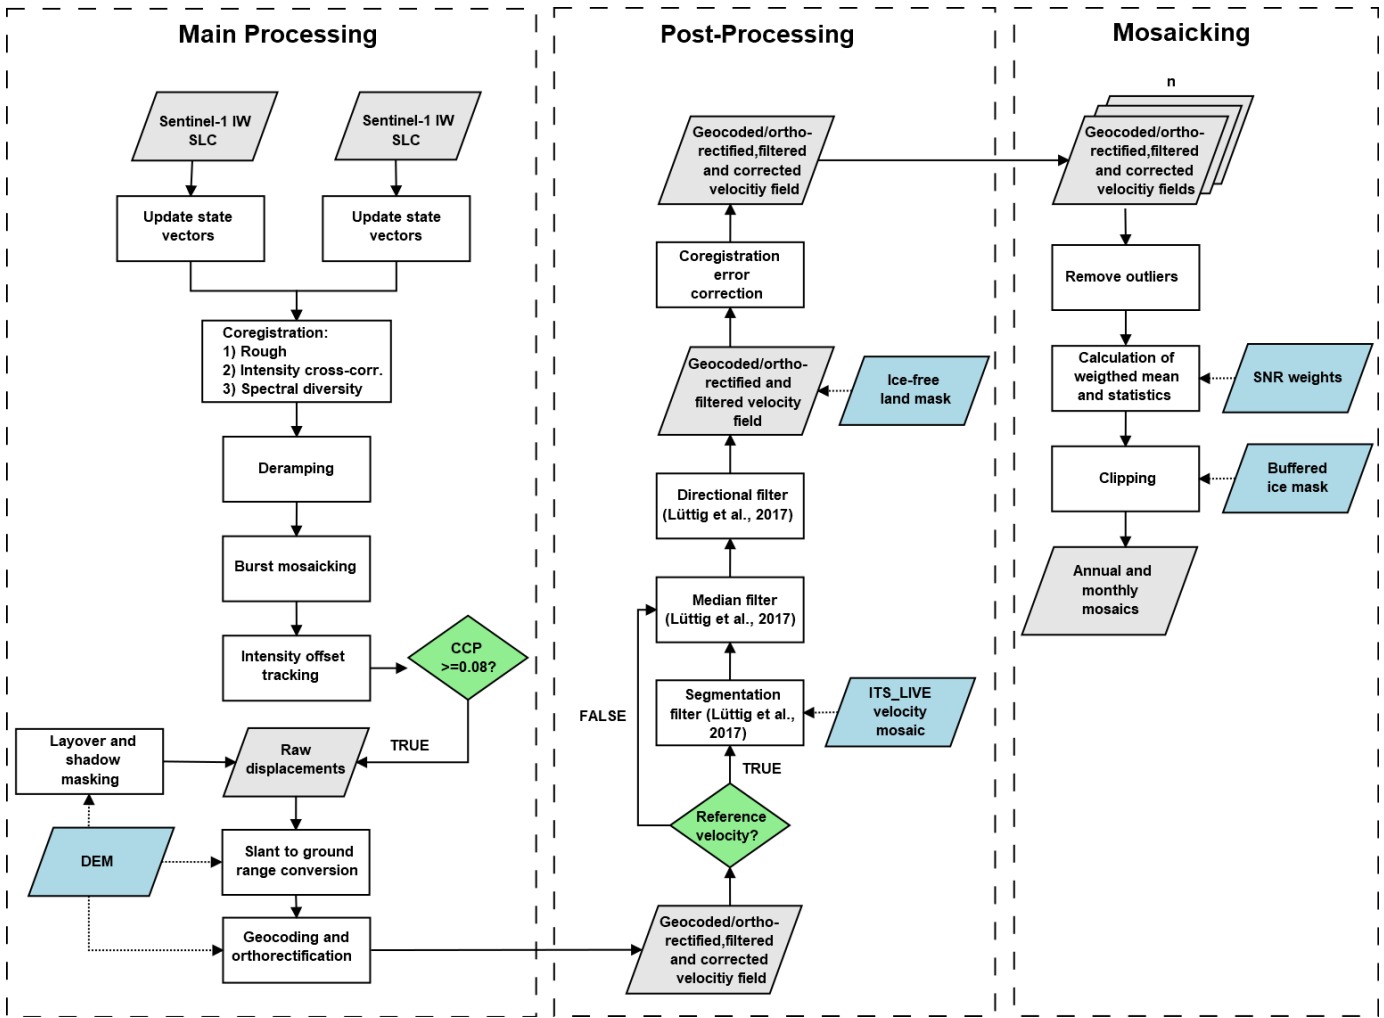 Main Processing
Sentinel-1 IW
SLC
Sentinel-1 IW
SLC
Update state
vectors
Update state
vectors
Coregistration:
1) Rough
2) Intensity cross-corr.
3) Spectral diversity
Deramping
Burst mosaicking
Intensity offset
tracking
CCP
>=0.08?
TRUE
Layover and
shadow
masking
Raw
displacements
DEM
Slant to ground
range conversion
Geocoding and
orthorectification
Post-Processing
Geocoded/ortho-
rectified,filtered
and corrected
velocitiy field
Coregistration
error
correction
Geocoded/ortho-
rectified and
filtered velocity
field
Ice-free
land mask
Directional filter
(Lüttig et al., 2017)
Median filter
(Lüttig et al., 2017)
Segmentation
filter (Lüttig et al.,
2017)
ITS_LIVE
velocity
mosaic
FALSE
TRUE
Reference
velocity?
Geocoded/ortho-
rectified,filtered
and corrected
velocitiy field
Mosaicking
n
Geocoded/ortho-
rectified,filtered
and corrected
velocitiy fields
Remove outliers
Calculation of
weigthed mean
and statistics
SNR weights
Clipping
Buffered
ice mask
Annual and
monthly
mosaics